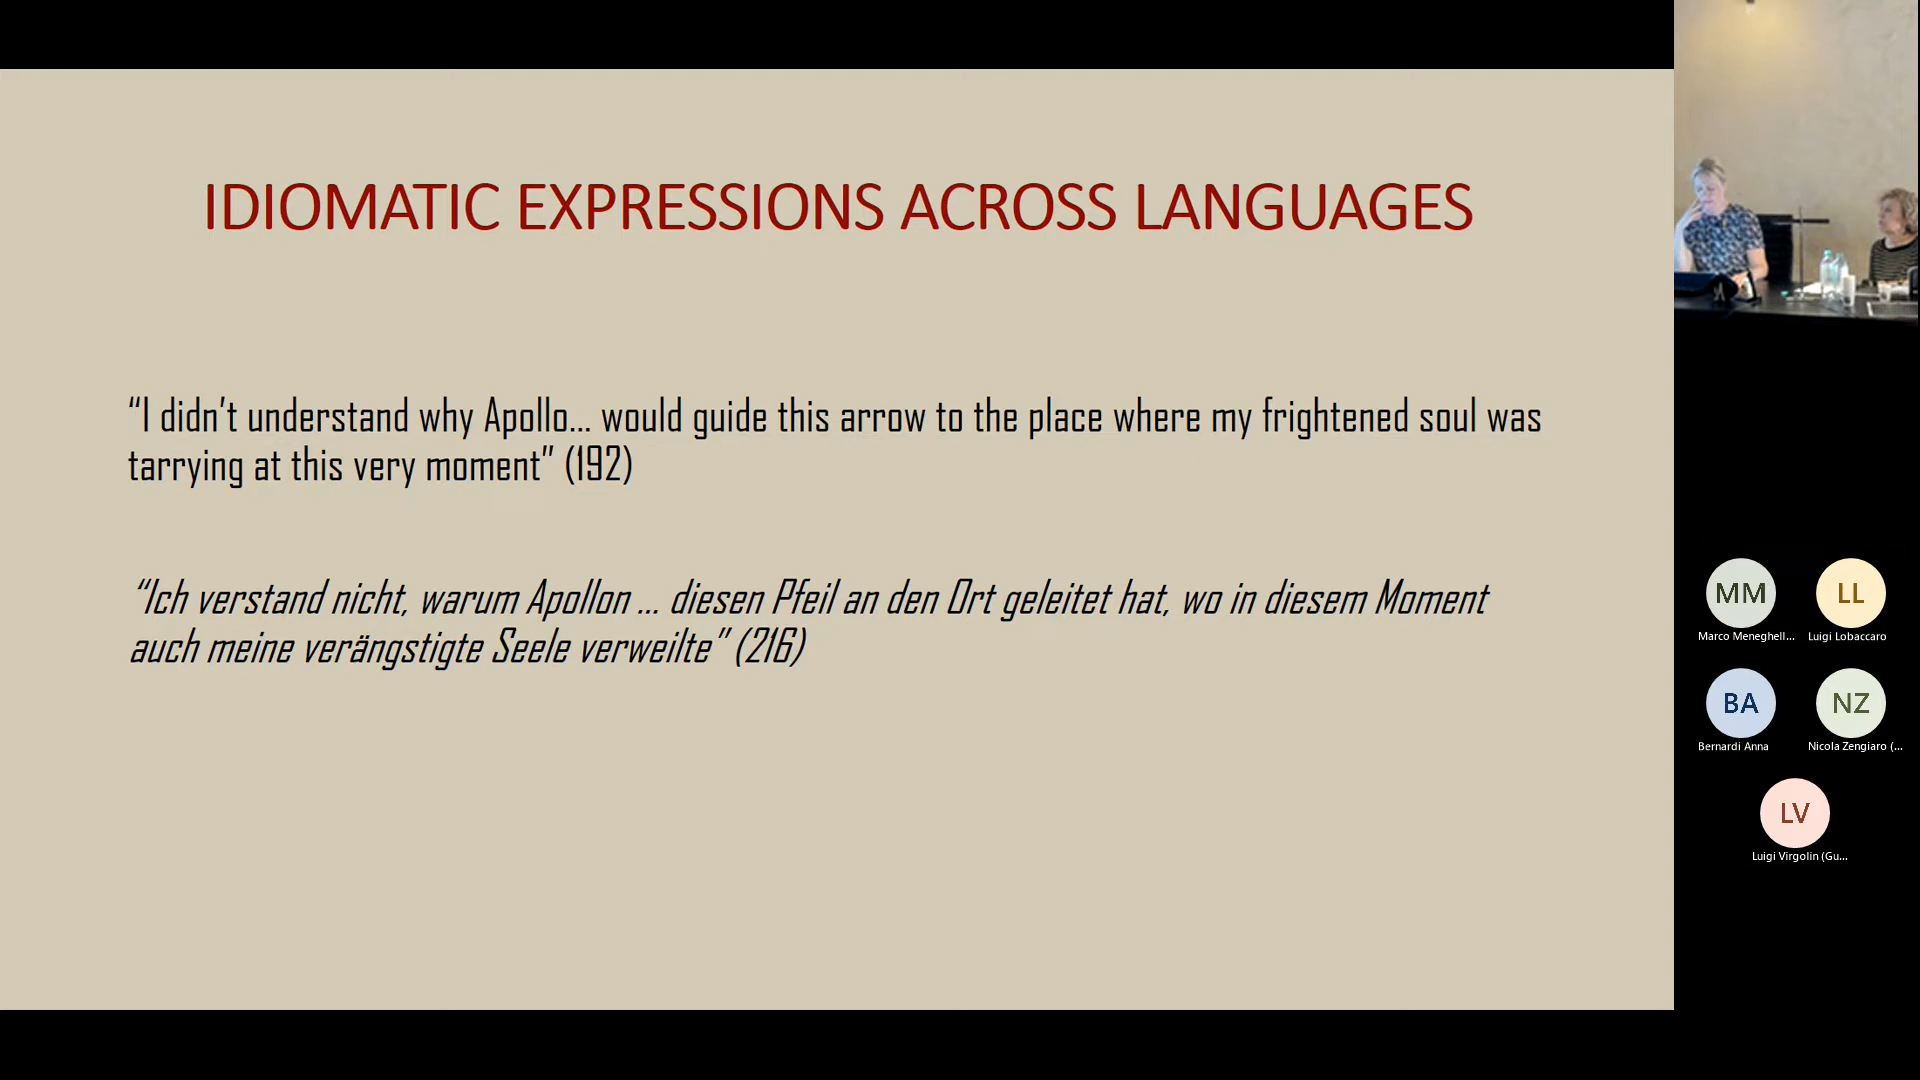 IDIOMATIC EXPRESSIONS ACROSS LANGUAGES
“I didn’t understand why Apollo... would guide this arrow to the place where my frightened soul was
tarrying at this very moment” (192)
“Ich verstand nicht, warum Apollon ... diesen Pfeil an den Ort geleitet hat, wo in diesem Moment
auch meine verängstigte Seele verweilte” (216)
MM
LL
Marco Meneghell...
Luigi Lobaccaro
BA
NZ
Bernardi Anna
Nicola Zengiaro (...
LV
Luigi Virgolin (Gu...